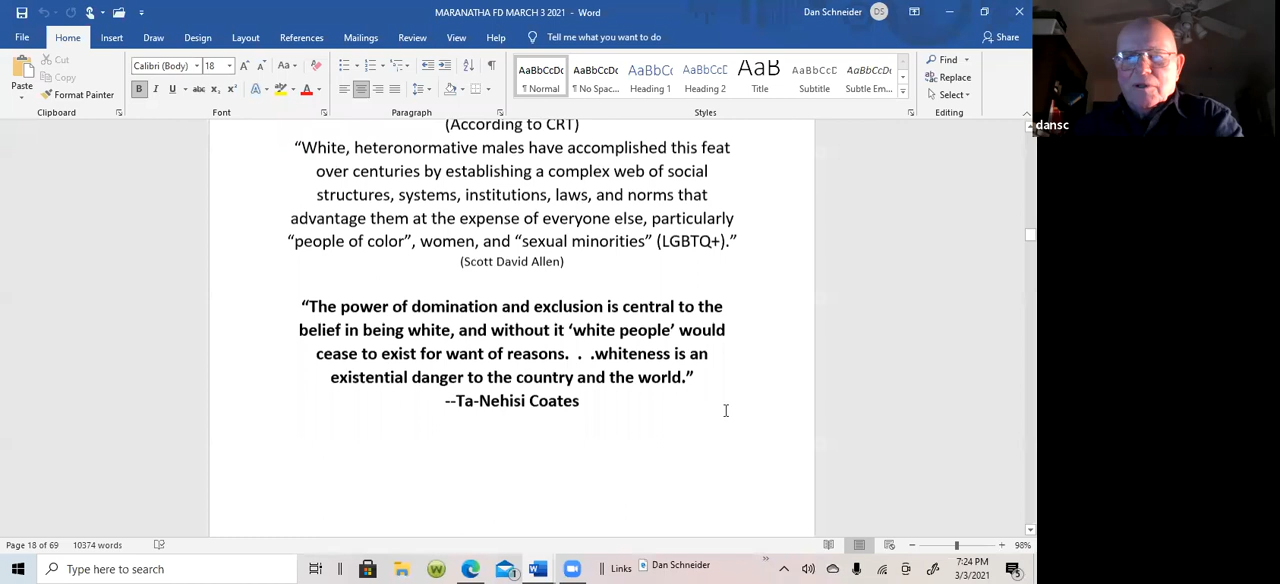 MARANATHA FD MARCH 3 2021 - Word
Dan Schneider DS
File Home Insert Draw Design Layout References Mailings Review View Help Tell me what you want to do Share
Paste Cut Copy Format Painter
Calibri (Body) 18
AaBbCcDc AaBbCcDc AaBbCc AaBbCcD AaB AaBbCcD AaBbCcDc
¶ Normal ¶ No Spac... Heading 1 Heading 2 Title Subtitle Subtle Em...
Find Replace Select
Clipboard Font Paragraph Styles Editing
dansc
(According to CRT)
“White, heteronormative males have accomplished this feat
over centuries by establishing a complex web of social
structures, systems, institutions, laws, and norms that
advantage them at the expense of everyone else, particularly
“people of color”, women, and “sexual minorities” (LGBTQ+).”
(Scott David Allen)
“The power of domination and exclusion is central to the
belief in being white, and without it ‘white people’ would
cease to exist for want of reasons. . .whiteness is an
existential danger to the country and the world.”
--Ta-Nehisi Coates
Page 18 of 69 10374 words 98%
Type here to search Links Dan Schneider 7:24 PM
3/3/2021